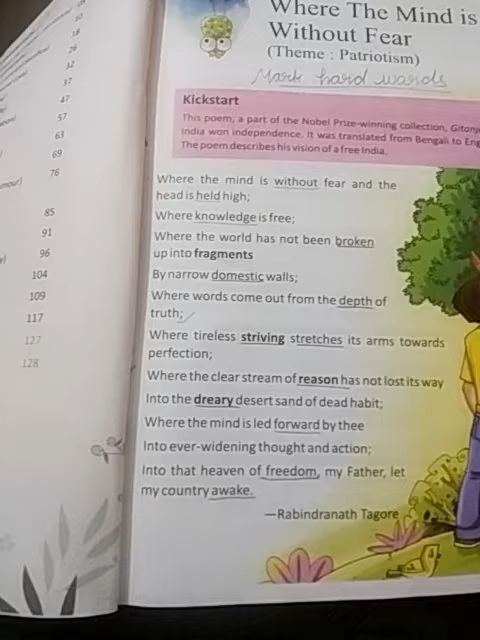 10
18
26
32
37
47
57
63
69
76
85
91
96
104
109
117
127
128
Where The Mind is
Without Fear
(Theme : Patriotism)
Mark hard words
Kickstart
This poem, a part of the Nobel Prize-winning collection,
India won independence. It was translated from Bengali to
The poem describes his vision of a free India.
Where the mind is without fear and the
head is held high;
Where knowledge is free;
Where the world has not been broken
up into fragments
By narrow domestic walls;
Where words come out from the depth of
truth;
Where tireless striving stretches its arms towards
perfection;
Where the clear stream of reason has not lost its way
Into the dreary desert sand of dead habit;
Where the mind is led forward by thee
Into ever-widening thought and action;
Into that heaven of freedom, my Father, let
my country awake.
—Rabindranath Tagore